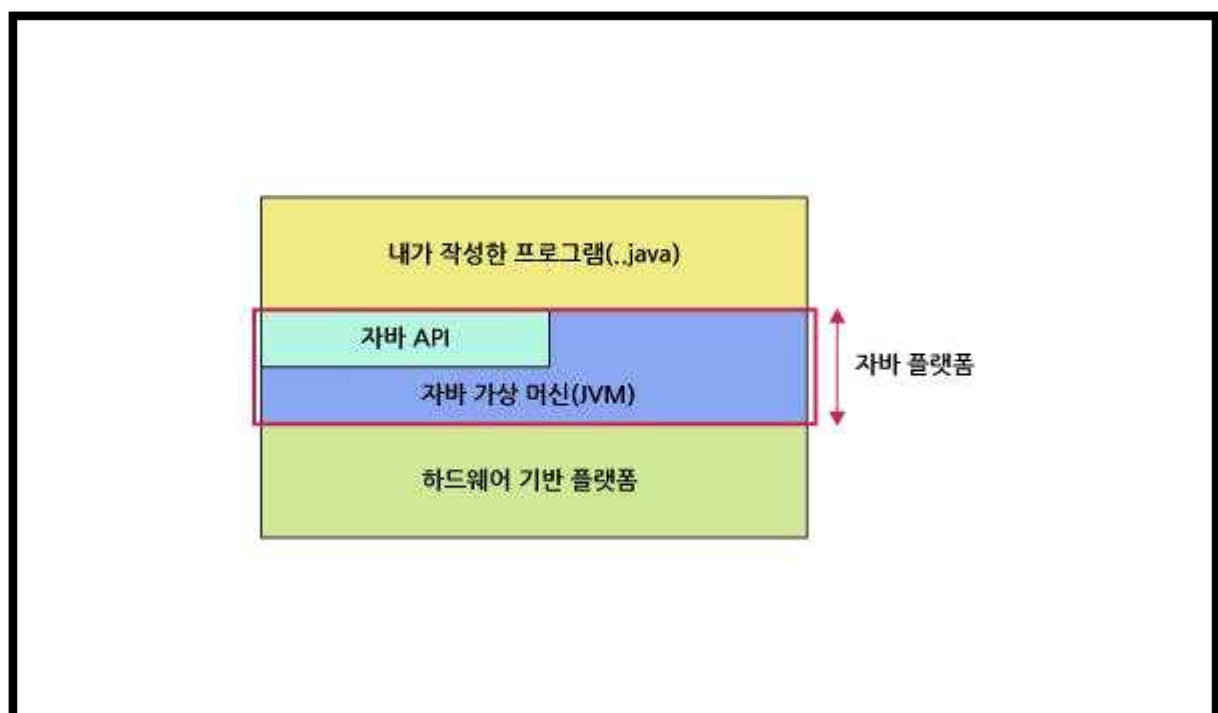 내가 작성한 프로그램(..java)
자바 API
자바 가상 머신(JVM)
자바 플랫폼
하드웨어 기반 플랫폼